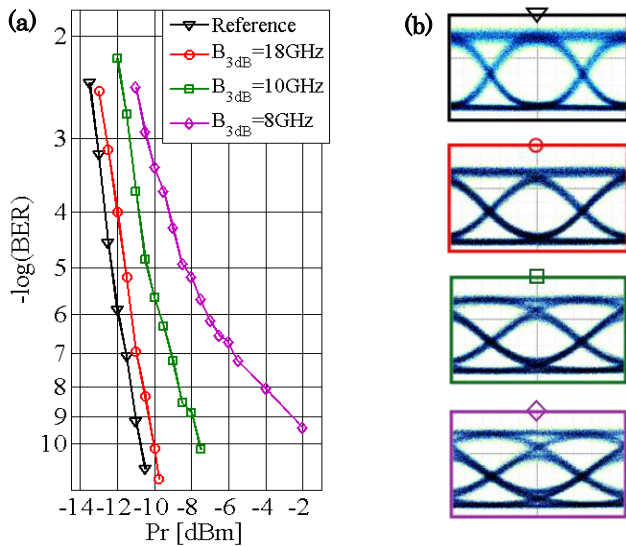 (a)
Reference
B3dB=18GHz
B3dB=10GHz
B3dB=8GHz
2
3
4
5
6
7
8
9
10
-log(BER)
-14 -12 -10 -8 -6 -4 -2
Pr [dBm]
(b)